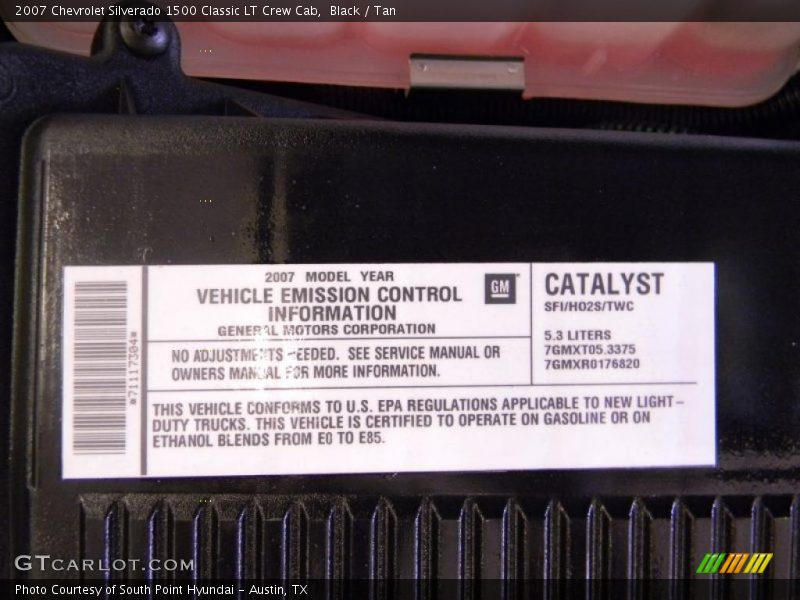 2007 Chevrolet Silverado 1500 Classic LT Crew Cab, Black / Tan
2007 MODEL YEAR
VEHICLE EMISSION CONTROL
INFORMATION
GENERAL MOTORS CORPORATION
GM
CATALYST
SFI/HO2S/TWC
5.3 LITERS
7GMXT05.3375
7GMXR0176820
NO ADJUSTMENTS NEEDED. SEE SERVICE MANUAL OR
OWNERS MANUAL FOR MORE INFORMATION.
*71117304*
THIS VEHICLE CONFORMS TO U.S. EPA REGULATIONS APPLICABLE TO NEW LIGHT-
DUTY TRUCKS. THIS VEHICLE IS CERTIFIED TO OPERATE ON GASOLINE OR ON
ETHANOL BLENDS FROM E0 TO E85.
GTCARLOT.COM
Photo Courtesy of South Point Hyundai - Austin, TX